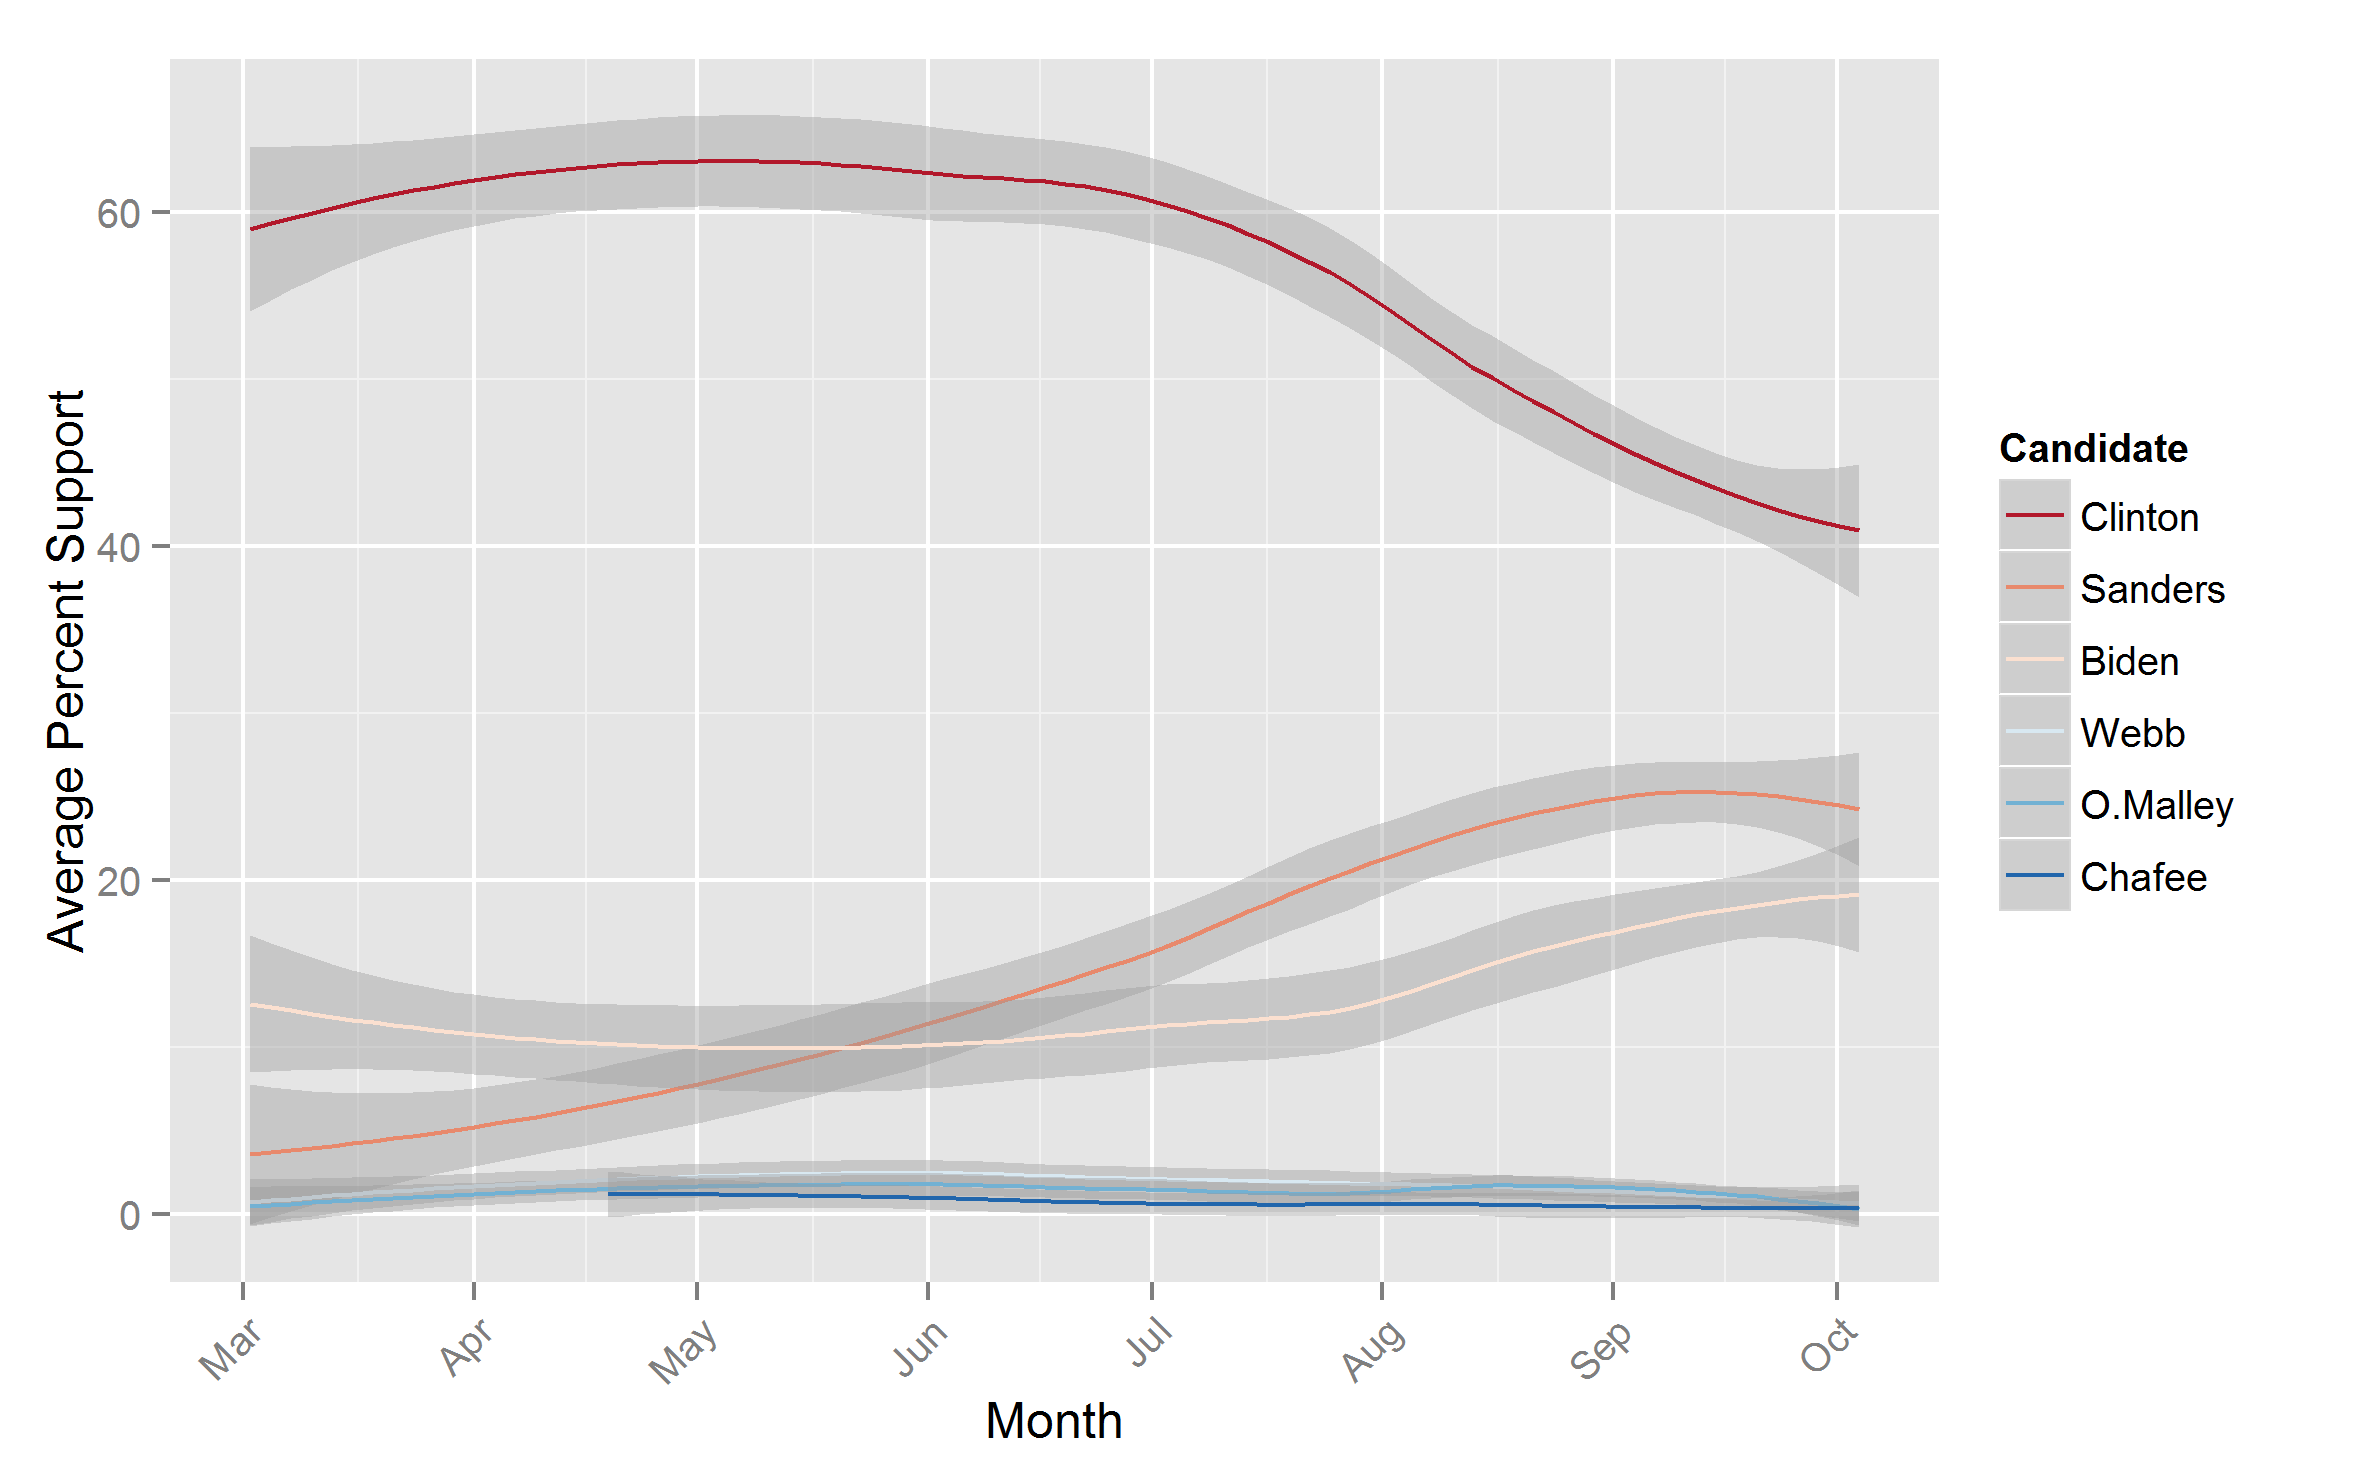 Average Percent Support
60
40
20
0
Mar
Apr
May
Jun
Jul
Aug
Sep
Oct
Month
Candidate
Clinton
Sanders
Biden
Webb
O.Malley
Chafee